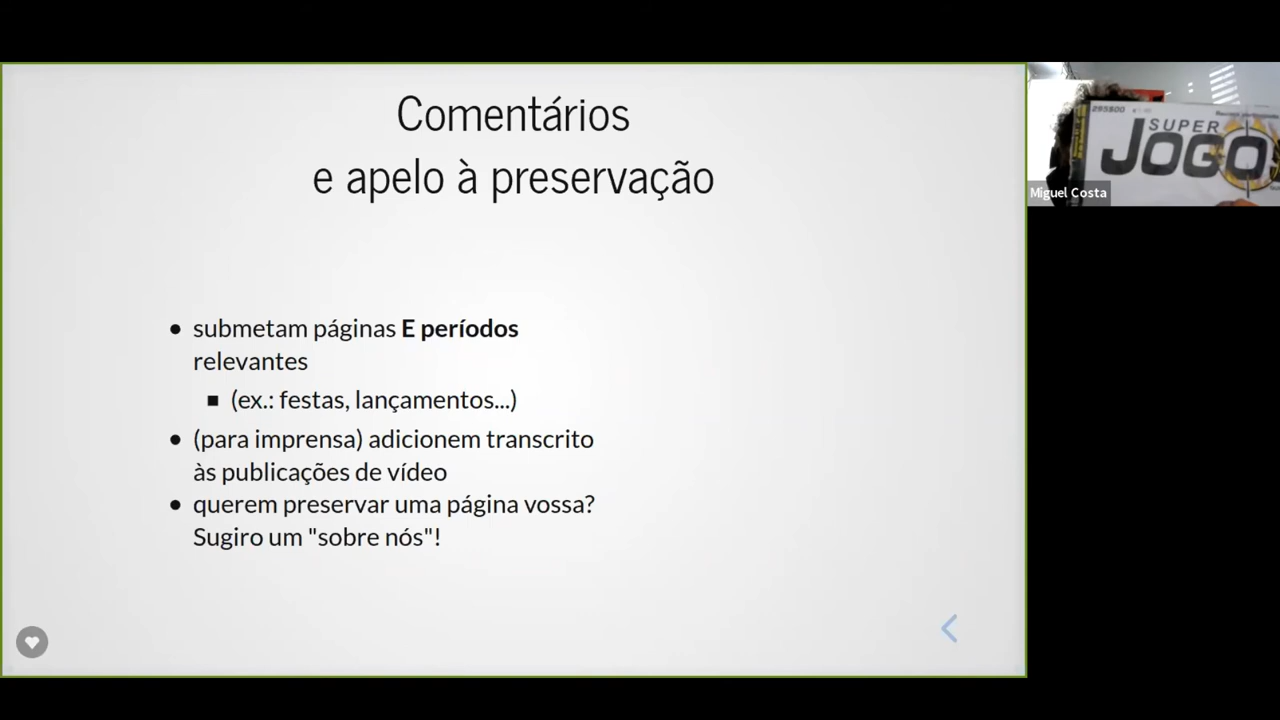 Comentários
e apelo à preservação
submetam páginas E períodos
relevantes
(ex.: festas, lançamentos...)
(para imprensa) adicionem transcrito
às publicações de vídeo
querem preservar uma página vossa?
Sugiro um "sobre nós"!
SUPER
JOGOS
Miguel Costa